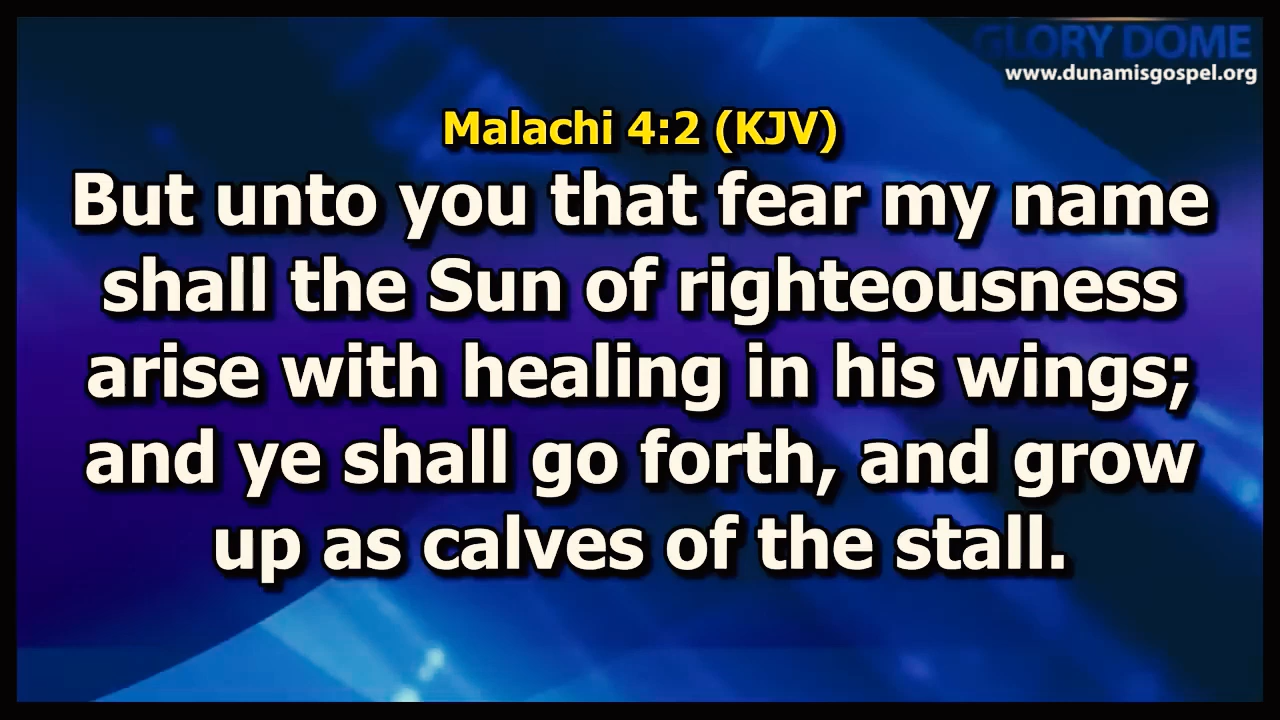 GLORY DOME
www.dunamisgospel.org
Malachi 4:2 (KJV)
But unto you that fear my name
shall the Sun of righteousness
arise with healing in his wings;
and ye shall go forth, and grow
up as calves of the stall.